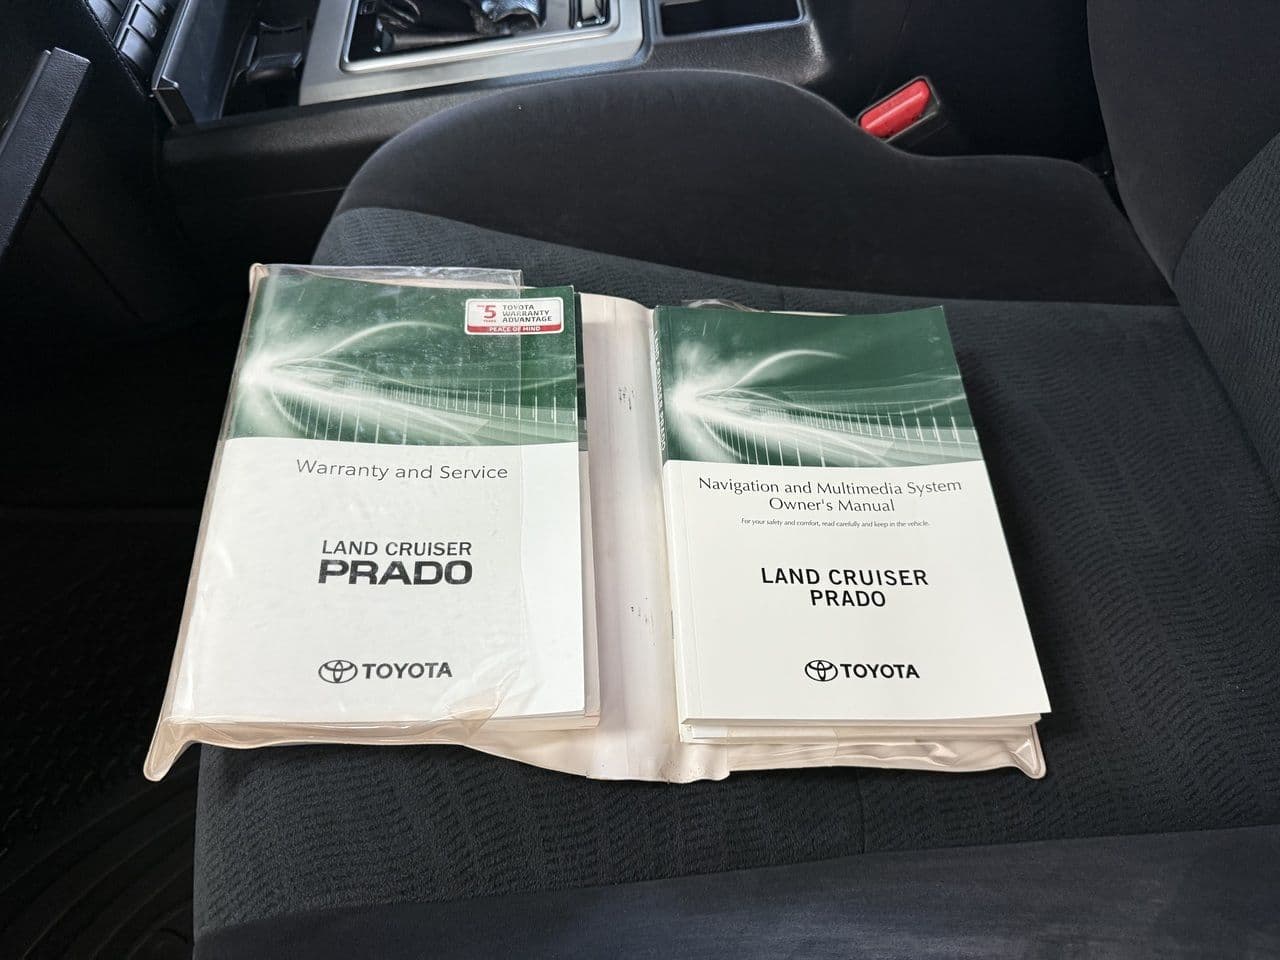 5
YEARS
TOYOTA
WARRANTY
ADVANTAGE
PEACE OF MIND
Warranty and Service
LAND CRUISER
PRADO
TOYOTA
Navigation and Multimedia System
Owner's Manual
For your safety and comfort, read carefully and keep in the vehicle.
LAND CRUISER
PRADO
TOYOTA